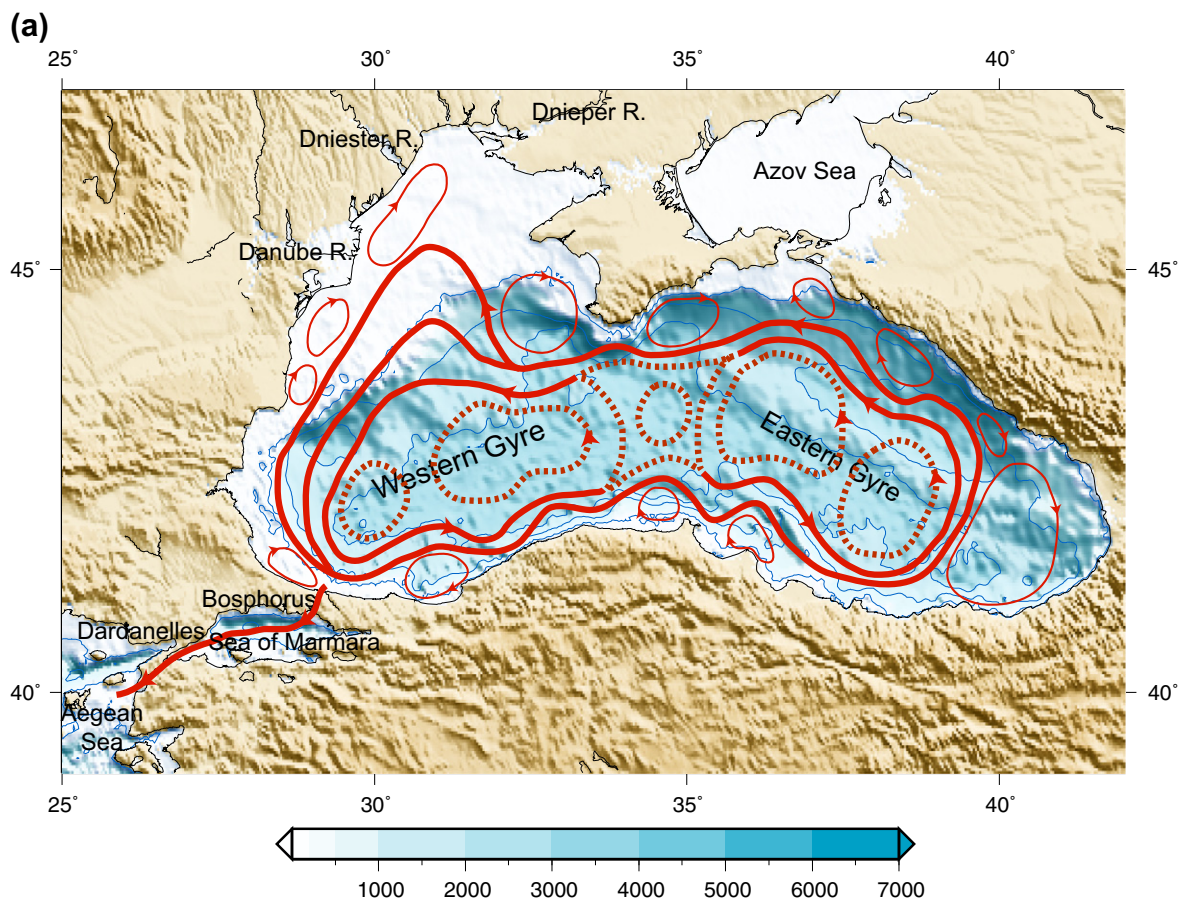 (a)
25° 30° 35° 40°
Dnieper R.
Dniester R.
Azov Sea
Danube R.
45° 45°
Western Gyre
Eastern Gyre
Bosphorus
Dardanelles
Sea of Marmara
40° 40°
Aegean
Sea
25° 30° 35° 40°
1000 2000 3000 4000 5000 6000 7000